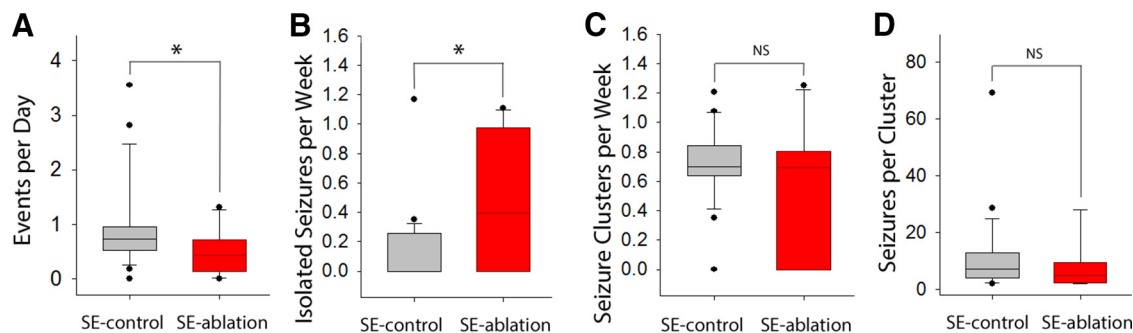 A
Events per Day
4
3
2
1
0
*
SE-control SE-ablation
B
Isolated Seizures per Week
1.6
1.4
1.2
1.0
0.8
0.6
0.4
0.2
0.0
*
SE-control SE-ablation
C
Seizure Clusters per Week
1.6
1.4
1.2
1.0
0.8
0.6
0.4
0.2
0.0
NS
SE-control SE-ablation
D
Seizures per Cluster
80
60
40
20
0
NS
SE-control SE-ablation